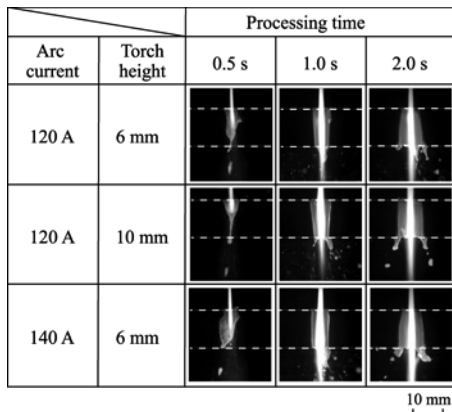 Processing time
Arc current
Torch height
0.5 s
1.0 s
2.0 s
120 A
6 mm
120 A
10 mm
140 A
6 mm
10 mm